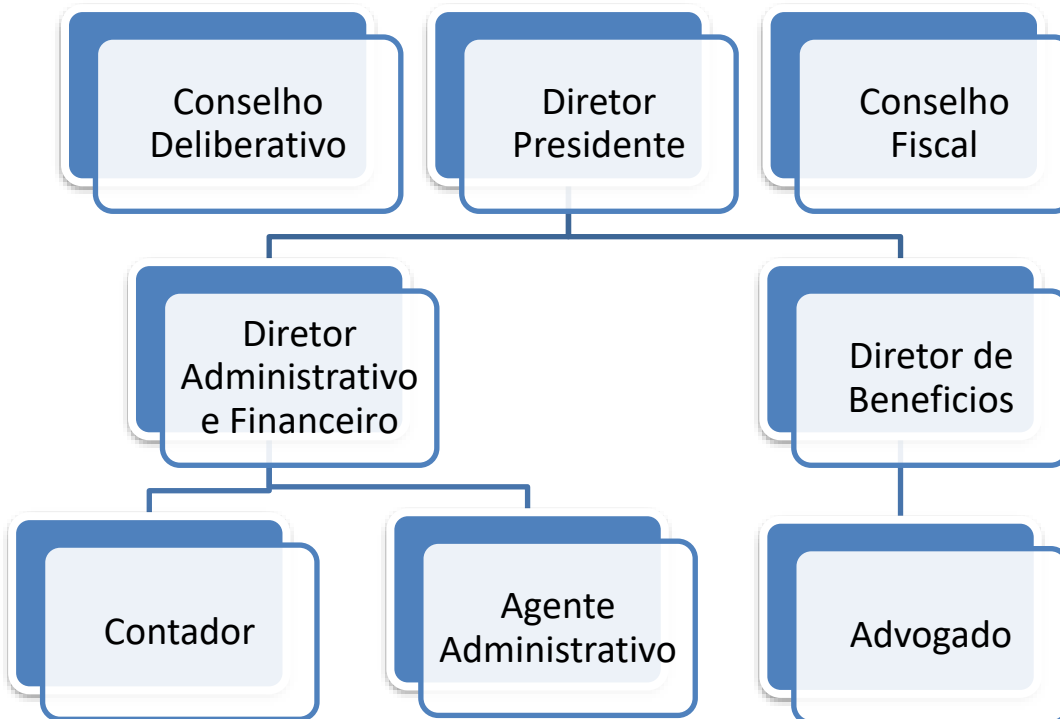 Conselho
Deliberativo
Diretor
Presidente
Conselho
Fiscal
Diretor
Administrativo
e Financeiro
Diretor de
Beneficios
Contador
Agente
Administrativo
Advogado